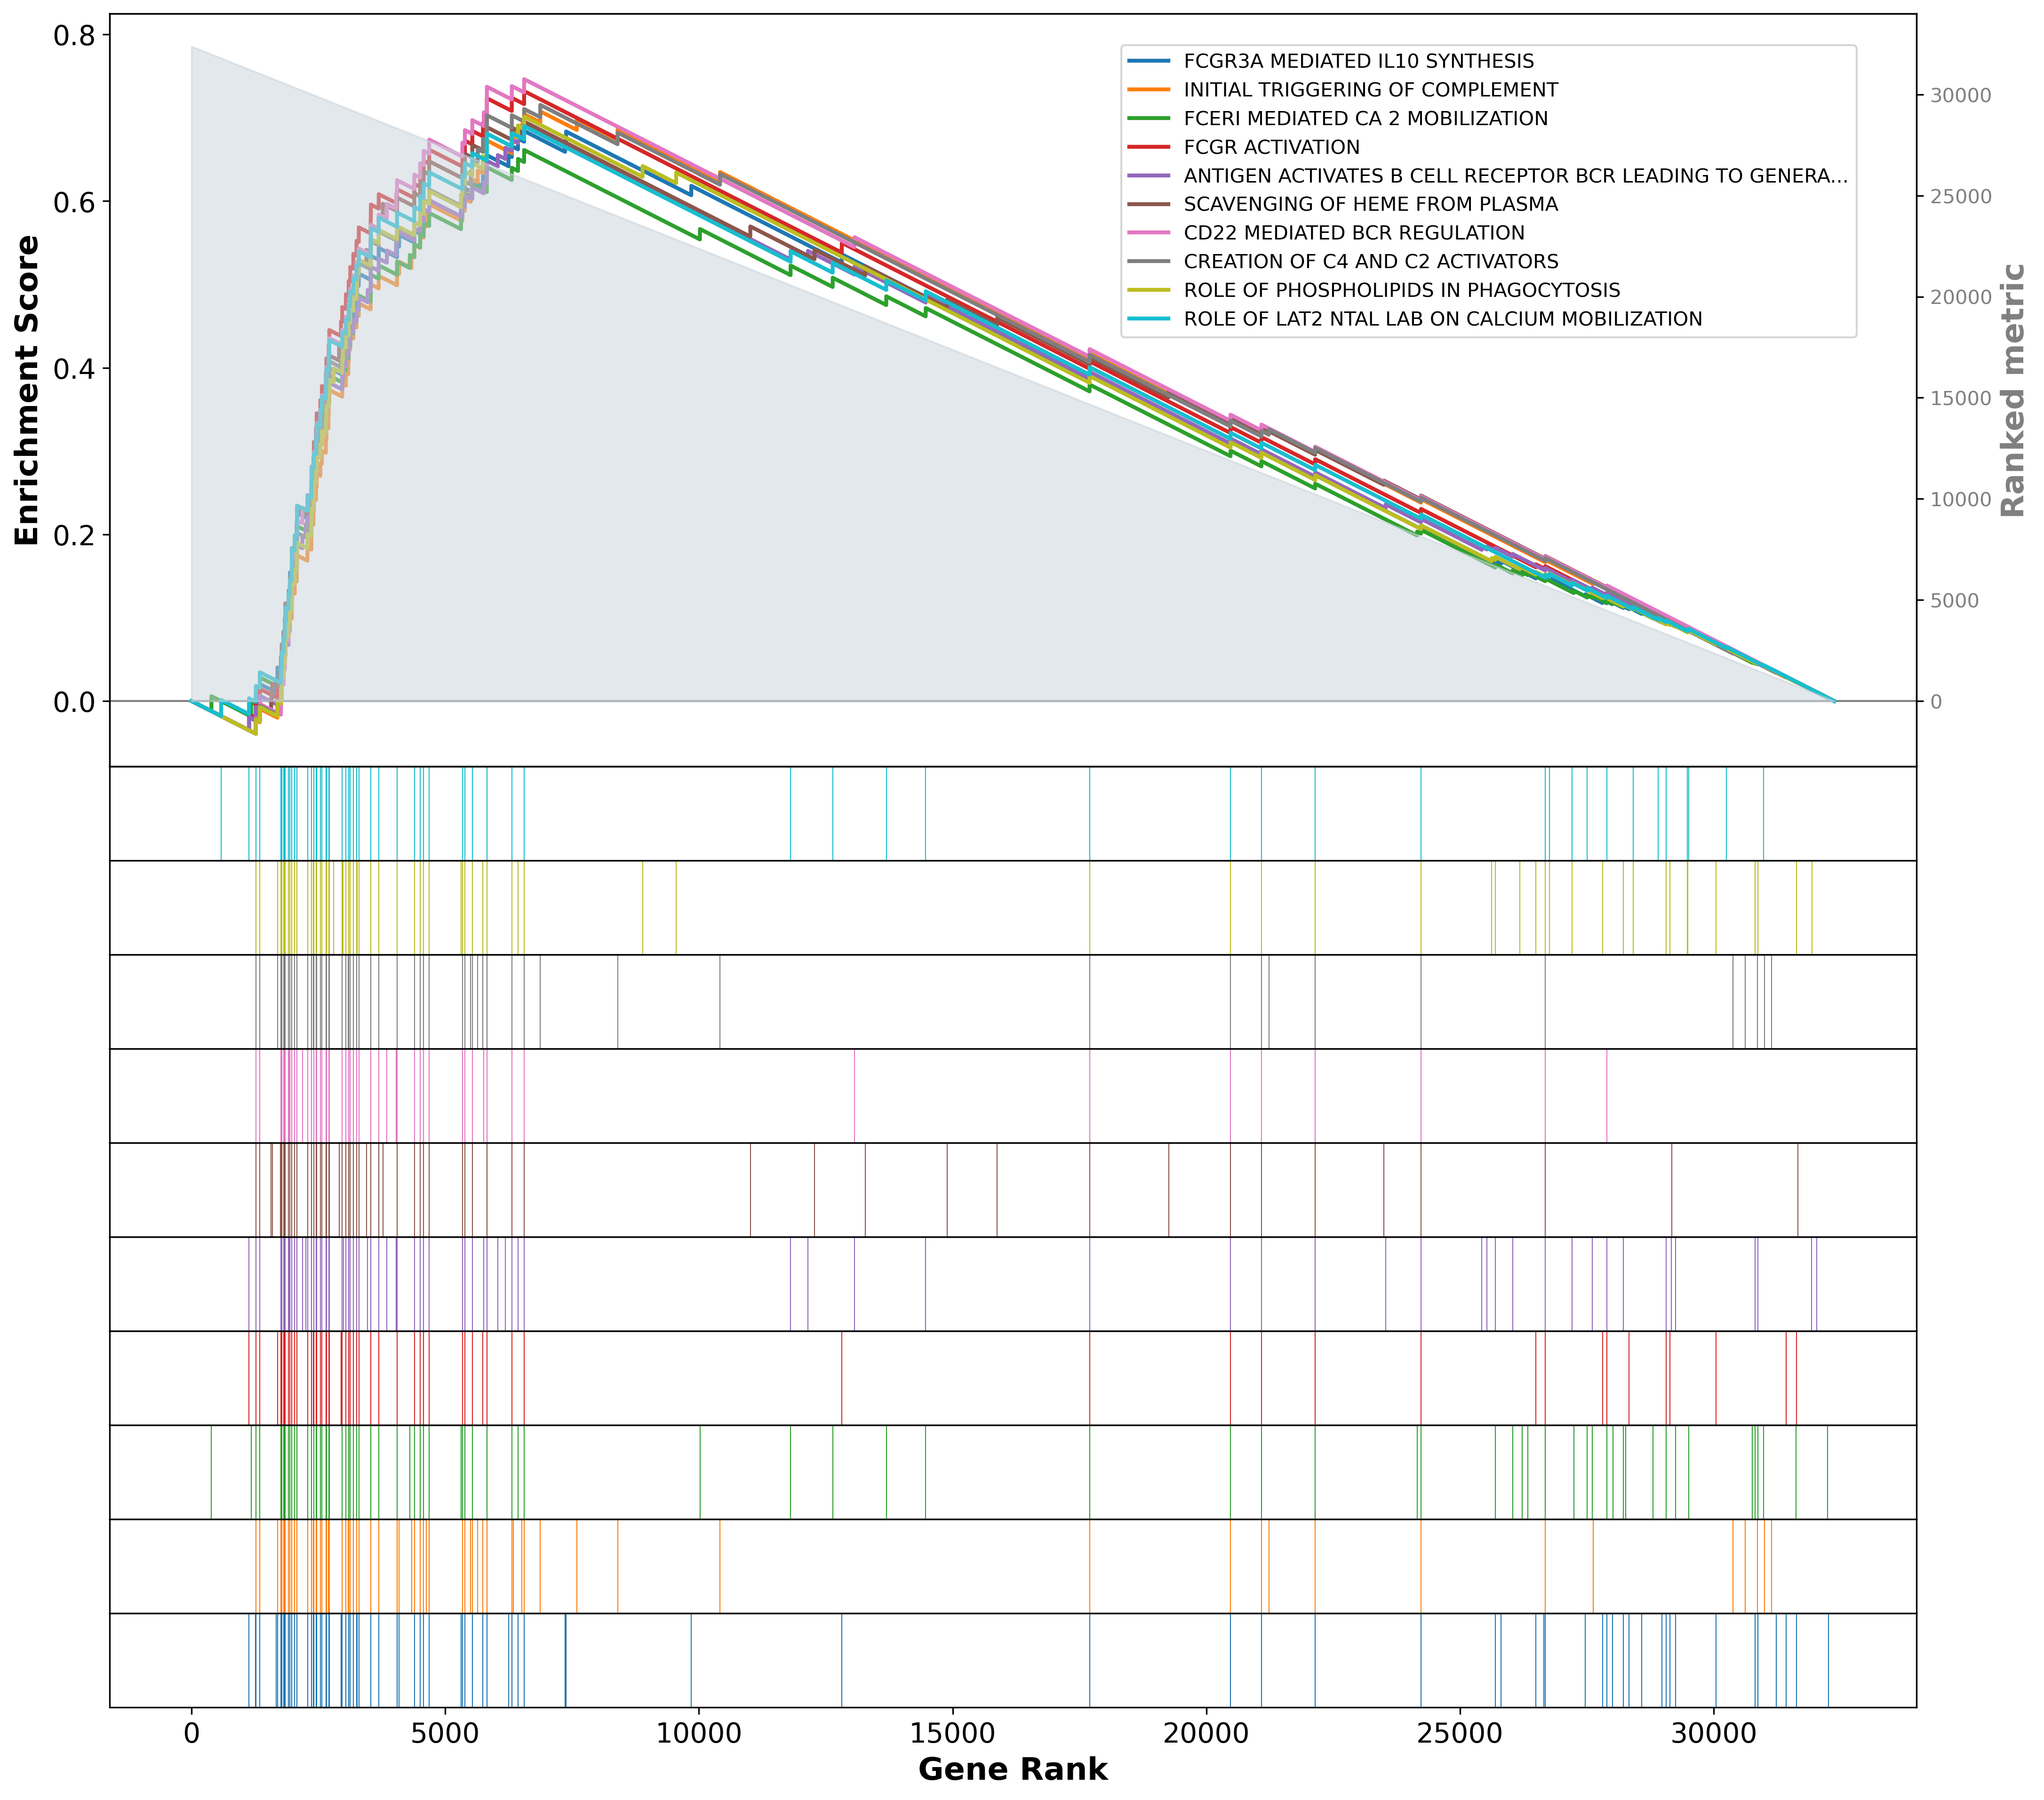 0.8
0.6
0.4
0.2
0.0
Enrichment Score
FCGR3A MEDIATED IL10 SYNTHESIS
INITIAL TRIGGERING OF COMPLEMENT
FCERI MEDIATED CA 2 MOBILIZATION
FCGR ACTIVATION
ANTIGEN ACTIVATES B CELL RECEPTOR BCR LEADING TO GENERA...
SCAVENGING OF HEME FROM PLASMA
CD22 MEDIATED BCR REGULATION
CREATION OF C4 AND C2 ACTIVATORS
ROLE OF PHOSPHOLIPIDS IN PHAGOCYTOSIS
ROLE OF LAT2 NTAL LAB ON CALCIUM MOBILIZATION
30000
25000
20000
15000
10000
5000
0
Ranked metric
0 5000 10000 15000 20000 25000 30000
Gene Rank